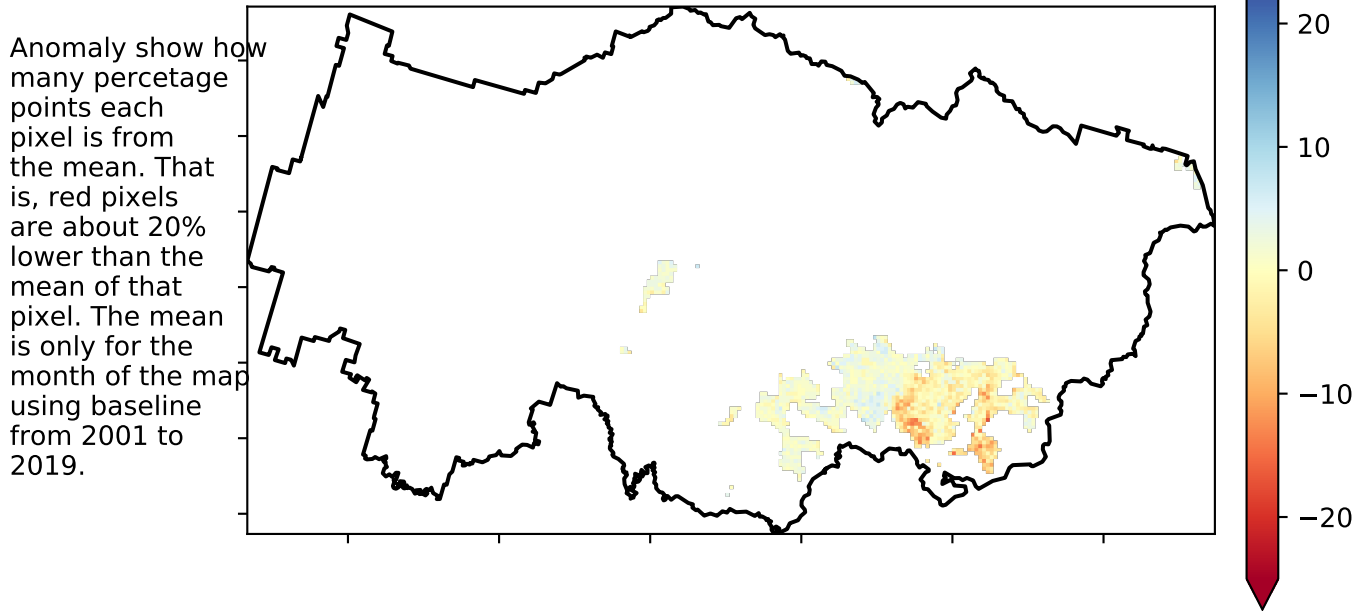 Anomaly show how
many percetage
points each
pixel is from
the mean. That
is, red pixels
are about 20%
lower than the
mean of that
pixel. The mean
is only for the
month of the map
using baseline
from 2001 to
2019.
20
10
0
−10
−20